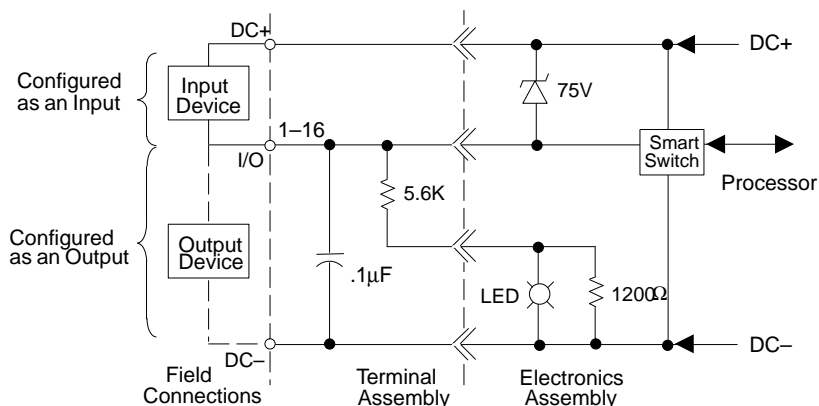 DC+
DC+
Configured
as an Input
Input
Device
75V
1–16
I/O
Smart
Switch
Processor
5.6K
Configured
as an Output
Output
Device
.1µF
LED
1200Ω
DC–
DC–
Field
Connections
Terminal
Assembly
Electronics
Assembly